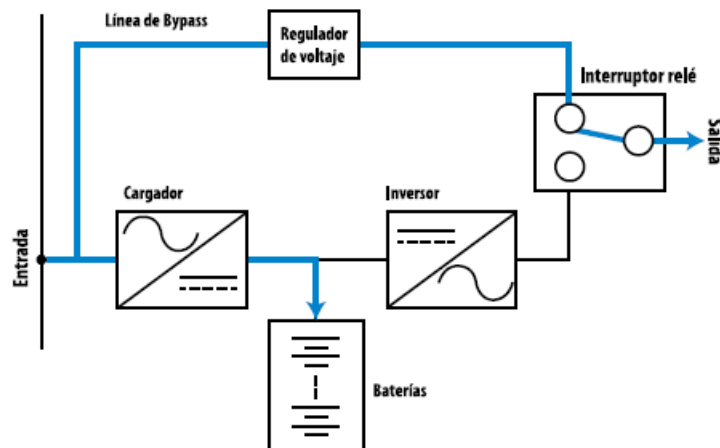 Línea de Bypass
Regulador
de voltaje
Interruptor relé
Salida
Cargador
Inversor
Entrada
Baterías